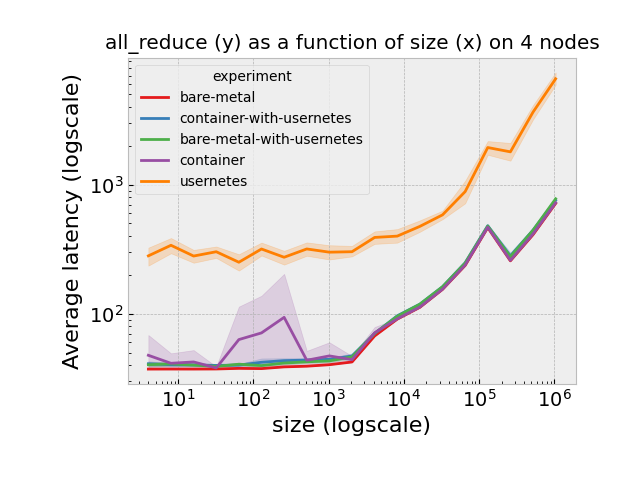 all_reduce (y) as a function of size (x) on 4 nodes
experiment
bare-metal
container-with-usernetes
bare-metal-with-usernetes
container
usernetes
Average latency (logscale)
10³
10²
10¹ 10² 10³ 10⁴ 10⁵ 10⁶
size (logscale)